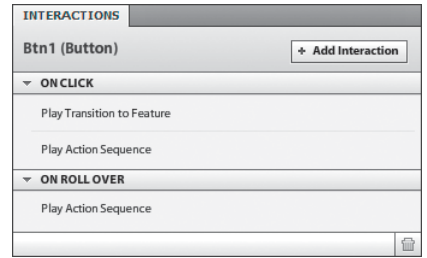 INTERACTIONS
Btn1 (Button)
+ Add Interaction
ON CLICK
Play Transition to Feature
Play Action Sequence
ON ROLL OVER
Play Action Sequence